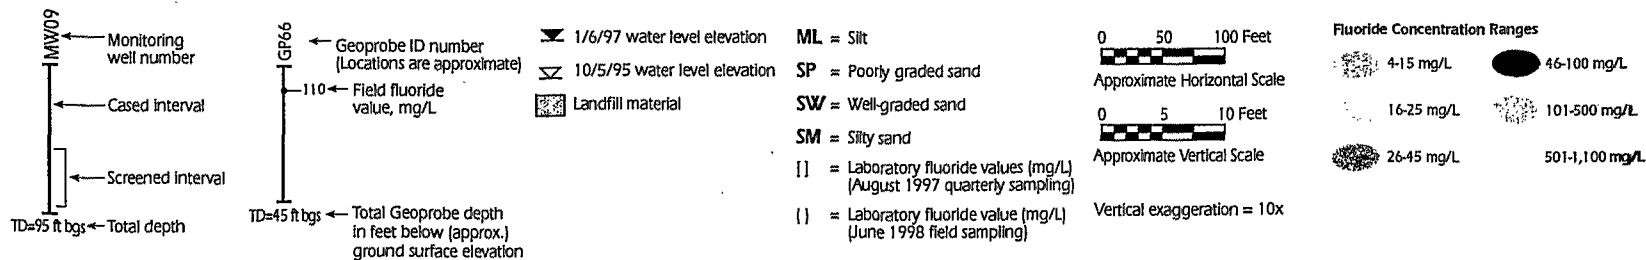 MW09
Monitoring
well number
Cased interval
Screened interval
TD=95 ft bgs
Total depth
GP66
Geoprobe ID number
(Locations are approximate)
110
Field fluoride
value, mg/L
TD=45 ft bgs
Total Geoprobe depth
in feet below (approx.)
ground surface elevation
1/6/97 water level elevation
10/5/95 water level elevation
Landfill material
ML = Silt
SP = Poorly graded sand
SW = Well-graded sand
SM = Silty sand
[ ] = Laboratory fluoride values (mg/L)
(August 1997 quarterly sampling)
( ) = Laboratory fluoride value (mg/L)
(June 1998 field sampling)
0 50 100 Feet
Approximate Horizontal Scale
0 5 10 Feet
Approximate Vertical Scale
Vertical exaggeration = 10x
Fluoride Concentration Ranges
4-15 mg/L
46-100 mg/L
16-25 mg/L
101-500 mg/L
26-45 mg/L
501-1,100 mg/L